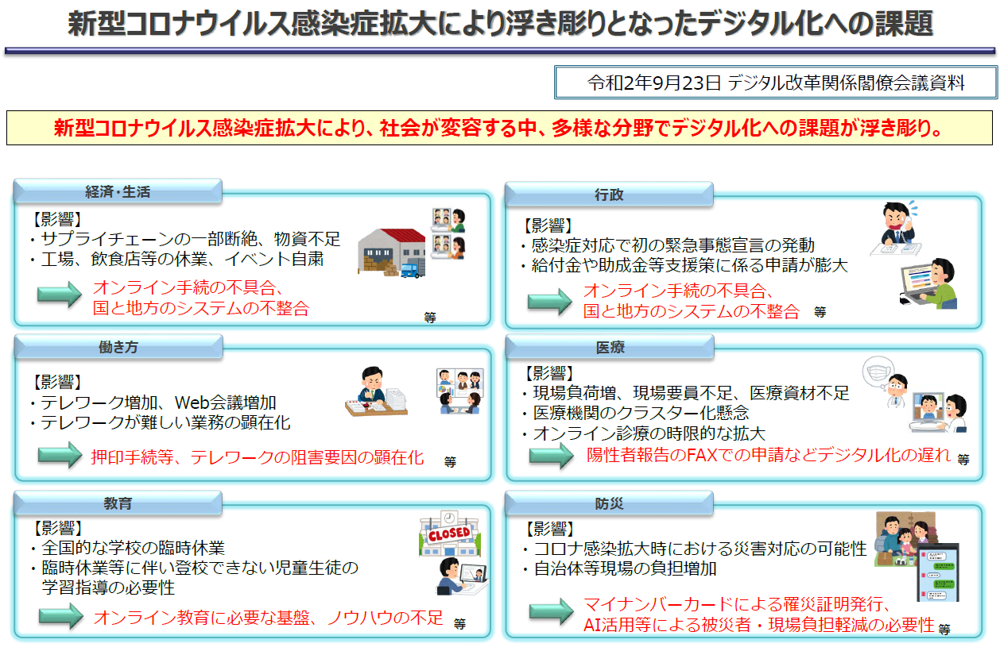 新型コロナウイルス感染症拡大により浮き彫りとなったデジタル化への課題
令和2年9月23日 デジタル改革関係閣僚会議資料
新型コロナウイルス感染症拡大により、社会が変容する中、多様な分野でデジタル化への課題が浮き彫り。
経済・生活
【影響】
・サプライチェーンの一部断絶、物資不足
・工場、飲食店等の休業、イベント自粛
オンライン手続の不具合、
国と地方のシステムの不整合
等
行政
【影響】
・感染症対応で初の緊急事態宣言の発動
・給付金や助成金等支援策に係る申請が膨大
オンライン手続の不具合、
国と地方のシステムの不整合 等
働き方
【影響】
・テレワーク増加、Web会議増加
・テレワークが難しい業務の顕在化
押印手続等、テレワークの阻害要因の顕在化 等
医療
【影響】
・現場負荷増、現場要員不足、医療資材不足
・医療機関のクラスター化懸念
・オンライン診療の時限的な拡大
陽性者報告のFAXでの申請などデジタル化の遅れ 等
教育
【影響】
・全国的な学校の臨時休業
・臨時休業等に伴い登校できない児童生徒の
学習指導の必要性
オンライン教育に必要な基盤、ノウハウの不足 等
CLOSED
防災
【影響】
・コロナ感染拡大時における災害対応の可能性
・自治体等現場の負担増加
マイナンバーカードによる罹災証明発行、
AI活用等による被災者・現場負担軽減の必要性 等